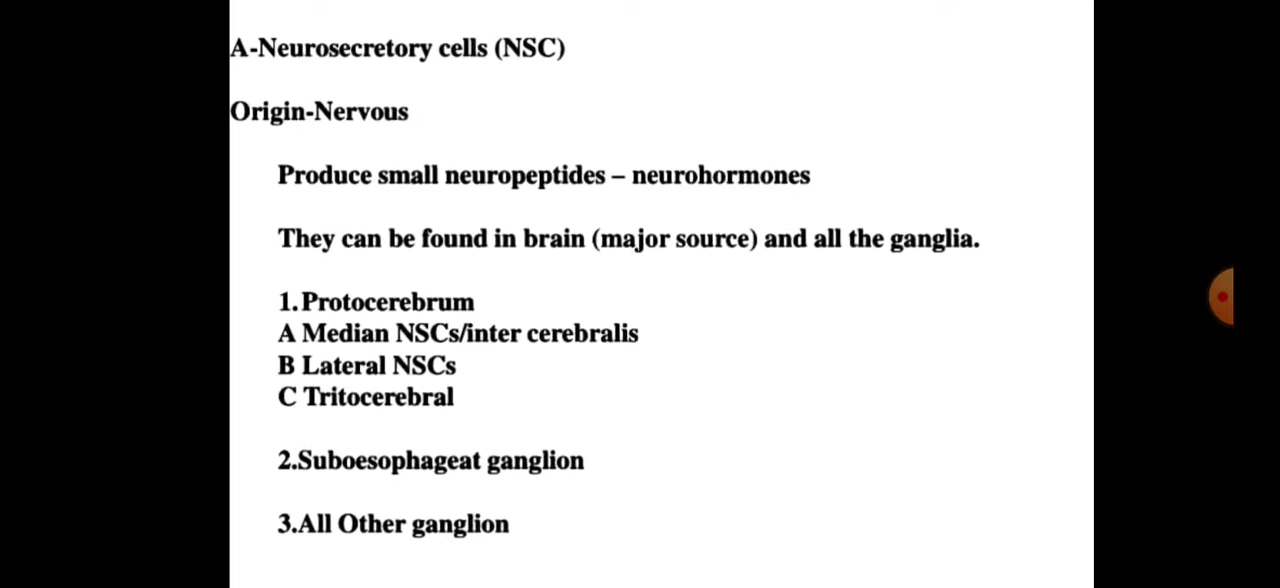 A-Neurosecretory cells (NSC)
Origin-Nervous
Produce small neuropeptides – neurohormones
They can be found in brain (major source) and all the ganglia.
1.Protocerebrum
A Median NSCs/inter cerebralis
B Lateral NSCs
C Tritocerebral
2.Suboesophageat ganglion
3.All Other ganglion